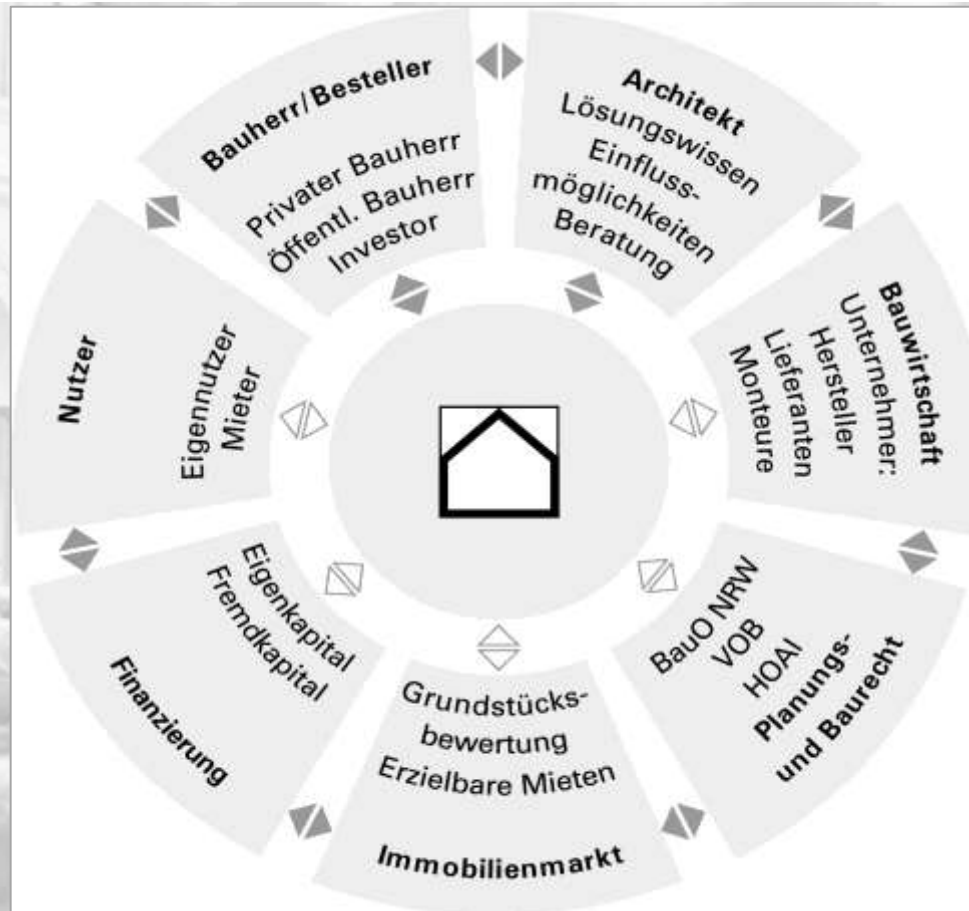 Bauherr/Besteller
Privater Bauherr
Öffentl. Bauherr
Investor
Architekt
Lösungswissen
Einfluss-
möglichkeiten
Beratung
Bauwirtschaft
Unternehmer:
Hersteller
Lieferanten
Monteure
BauO NRW
VOB
HOAI
Planungs-
und Baurecht
Grundstücks-
bewertung
Erzielbare Mieten
Immobilienmarkt
Eigenkapital
Fremdkapital
Finanzierung
Nutzer
Eigennutzer
Mieter